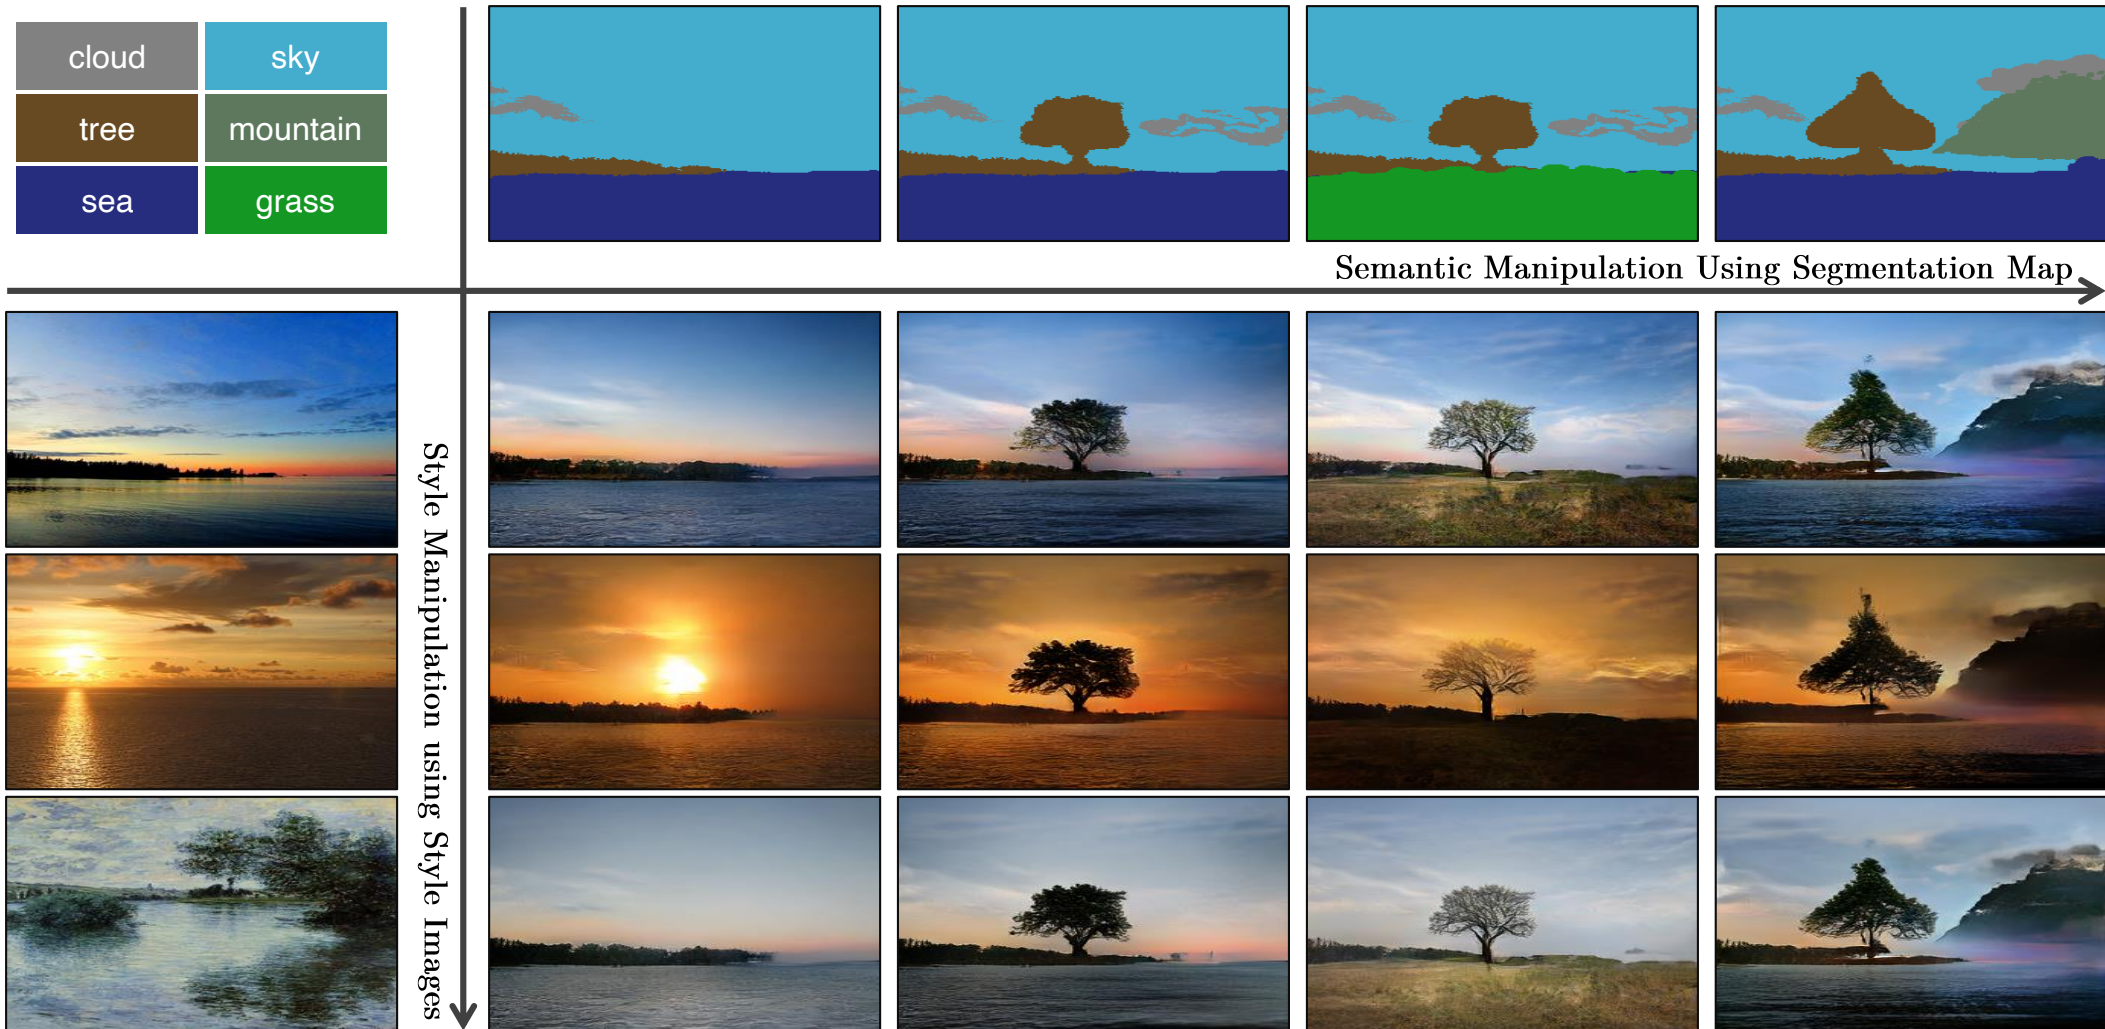 cloud
sky
tree
mountain
sea
grass
Semantic Manipulation Using Segmentation Map
Style Manipulation using Style Images